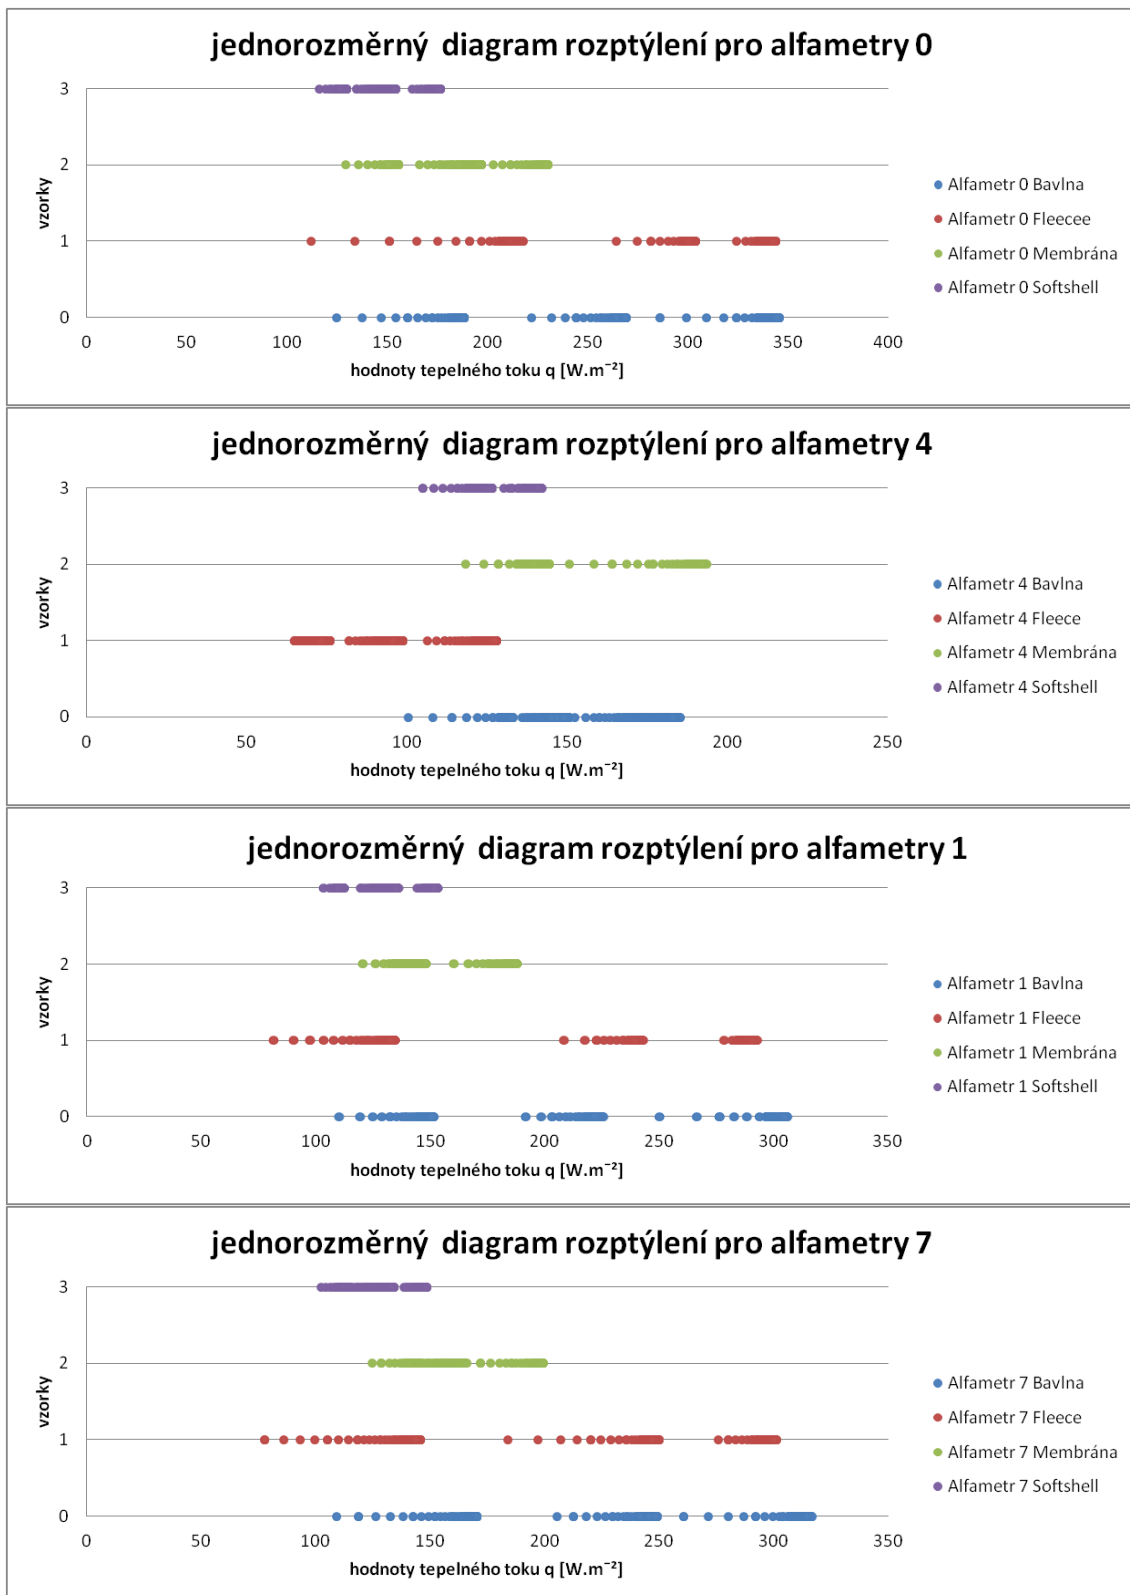 jednorozměrný diagram rozptýlení pro alfametry 0
3
2
1
0
vzorky
0 50 100 150 200 250 300 350 400
hodnoty tepelného toku q [W.m⁻²]
Alfametr 0 Bavlna
Alfametr 0 Fleecee
Alfametr 0 Membrána
Alfametr 0 Softshell
jednorozměrný diagram rozptýlení pro alfametry 4
3
2
1
0
vzorky
0 50 100 150 200 250
hodnoty tepelného toku q [W.m⁻²]
Alfametr 4 Bavlna
Alfametr 4 Fleece
Alfametr 4 Membrána
Alfametr 4 Softshell
jednorozměrný diagram rozptýlení pro alfametry 1
3
2
1
0
vzorky
0 50 100 150 200 250 300 350
hodnoty tepelného toku q [W.m⁻²]
Alfametr 1 Bavlna
Alfametr 1 Fleece
Alfametr 1 Membrána
Alfametr 1 Softshell
jednorozměrný diagram rozptýlení pro alfametry 7
3
2
1
0
vzorky
0 50 100 150 200 250 300 350
hodnoty tepelného toku q [W.m⁻²]
Alfametr 7 Bavlna
Alfametr 7 Fleece
Alfametr 7 Membrána
Alfametr 7 Softshell